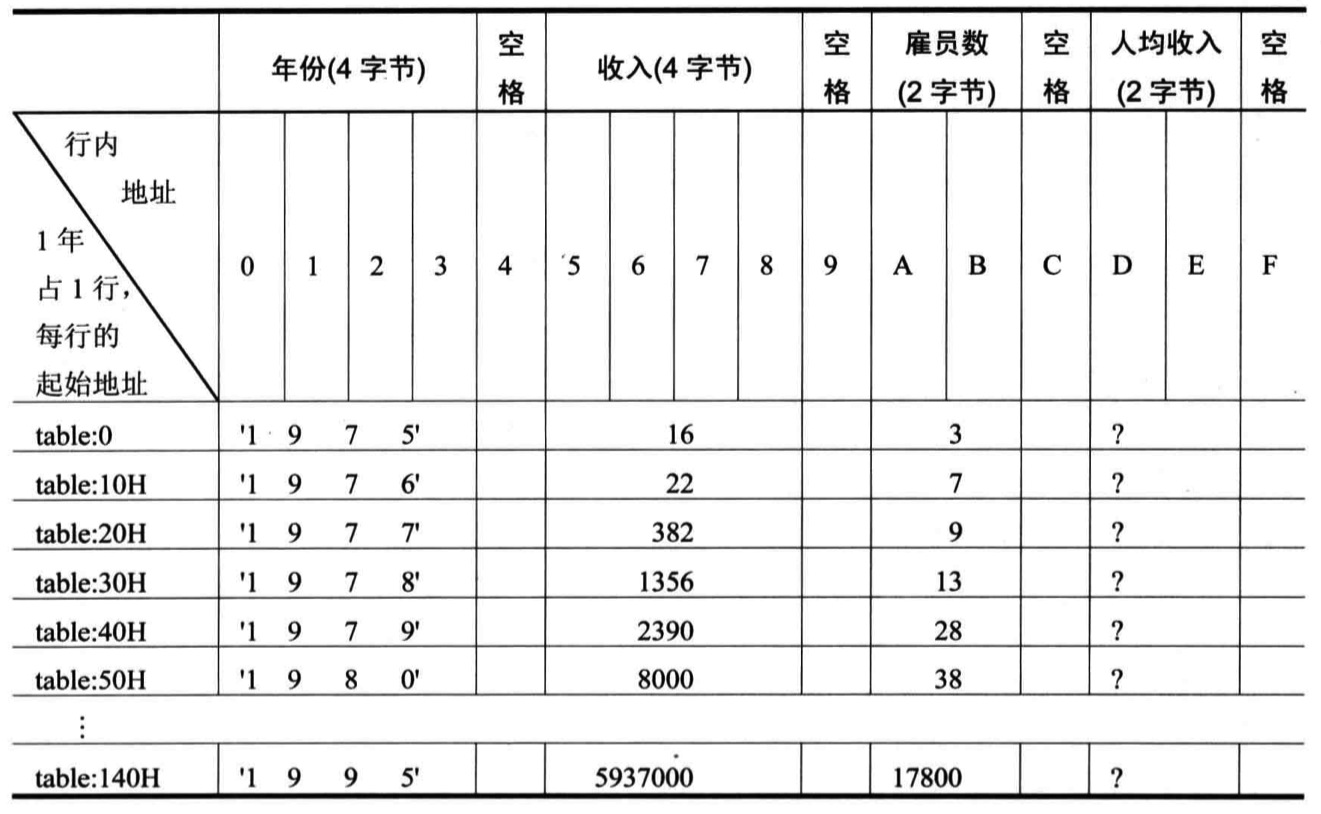 年份(4 字节) 空格 收入(4 字节) 空格 雇员数(2 字节) 空格 人均收入(2 字节) 空格
行内地址
1 年占 1 行，每行的起始地址
0 1 2 3 4 5 6 7 8 9 A B C D E F
table:0 '1 9 7 5' 16 3 ?
table:10H '1 9 7 6' 22 7 ?
table:20H '1 9 7 7' 382 9 ?
table:30H '1 9 7 8' 1356 13 ?
table:40H '1 9 7 9' 2390 28 ?
table:50H '1 9 8 0' 8000 38 ?
⋮
table:140H '1 9 9 5' 5937000 17800 ?